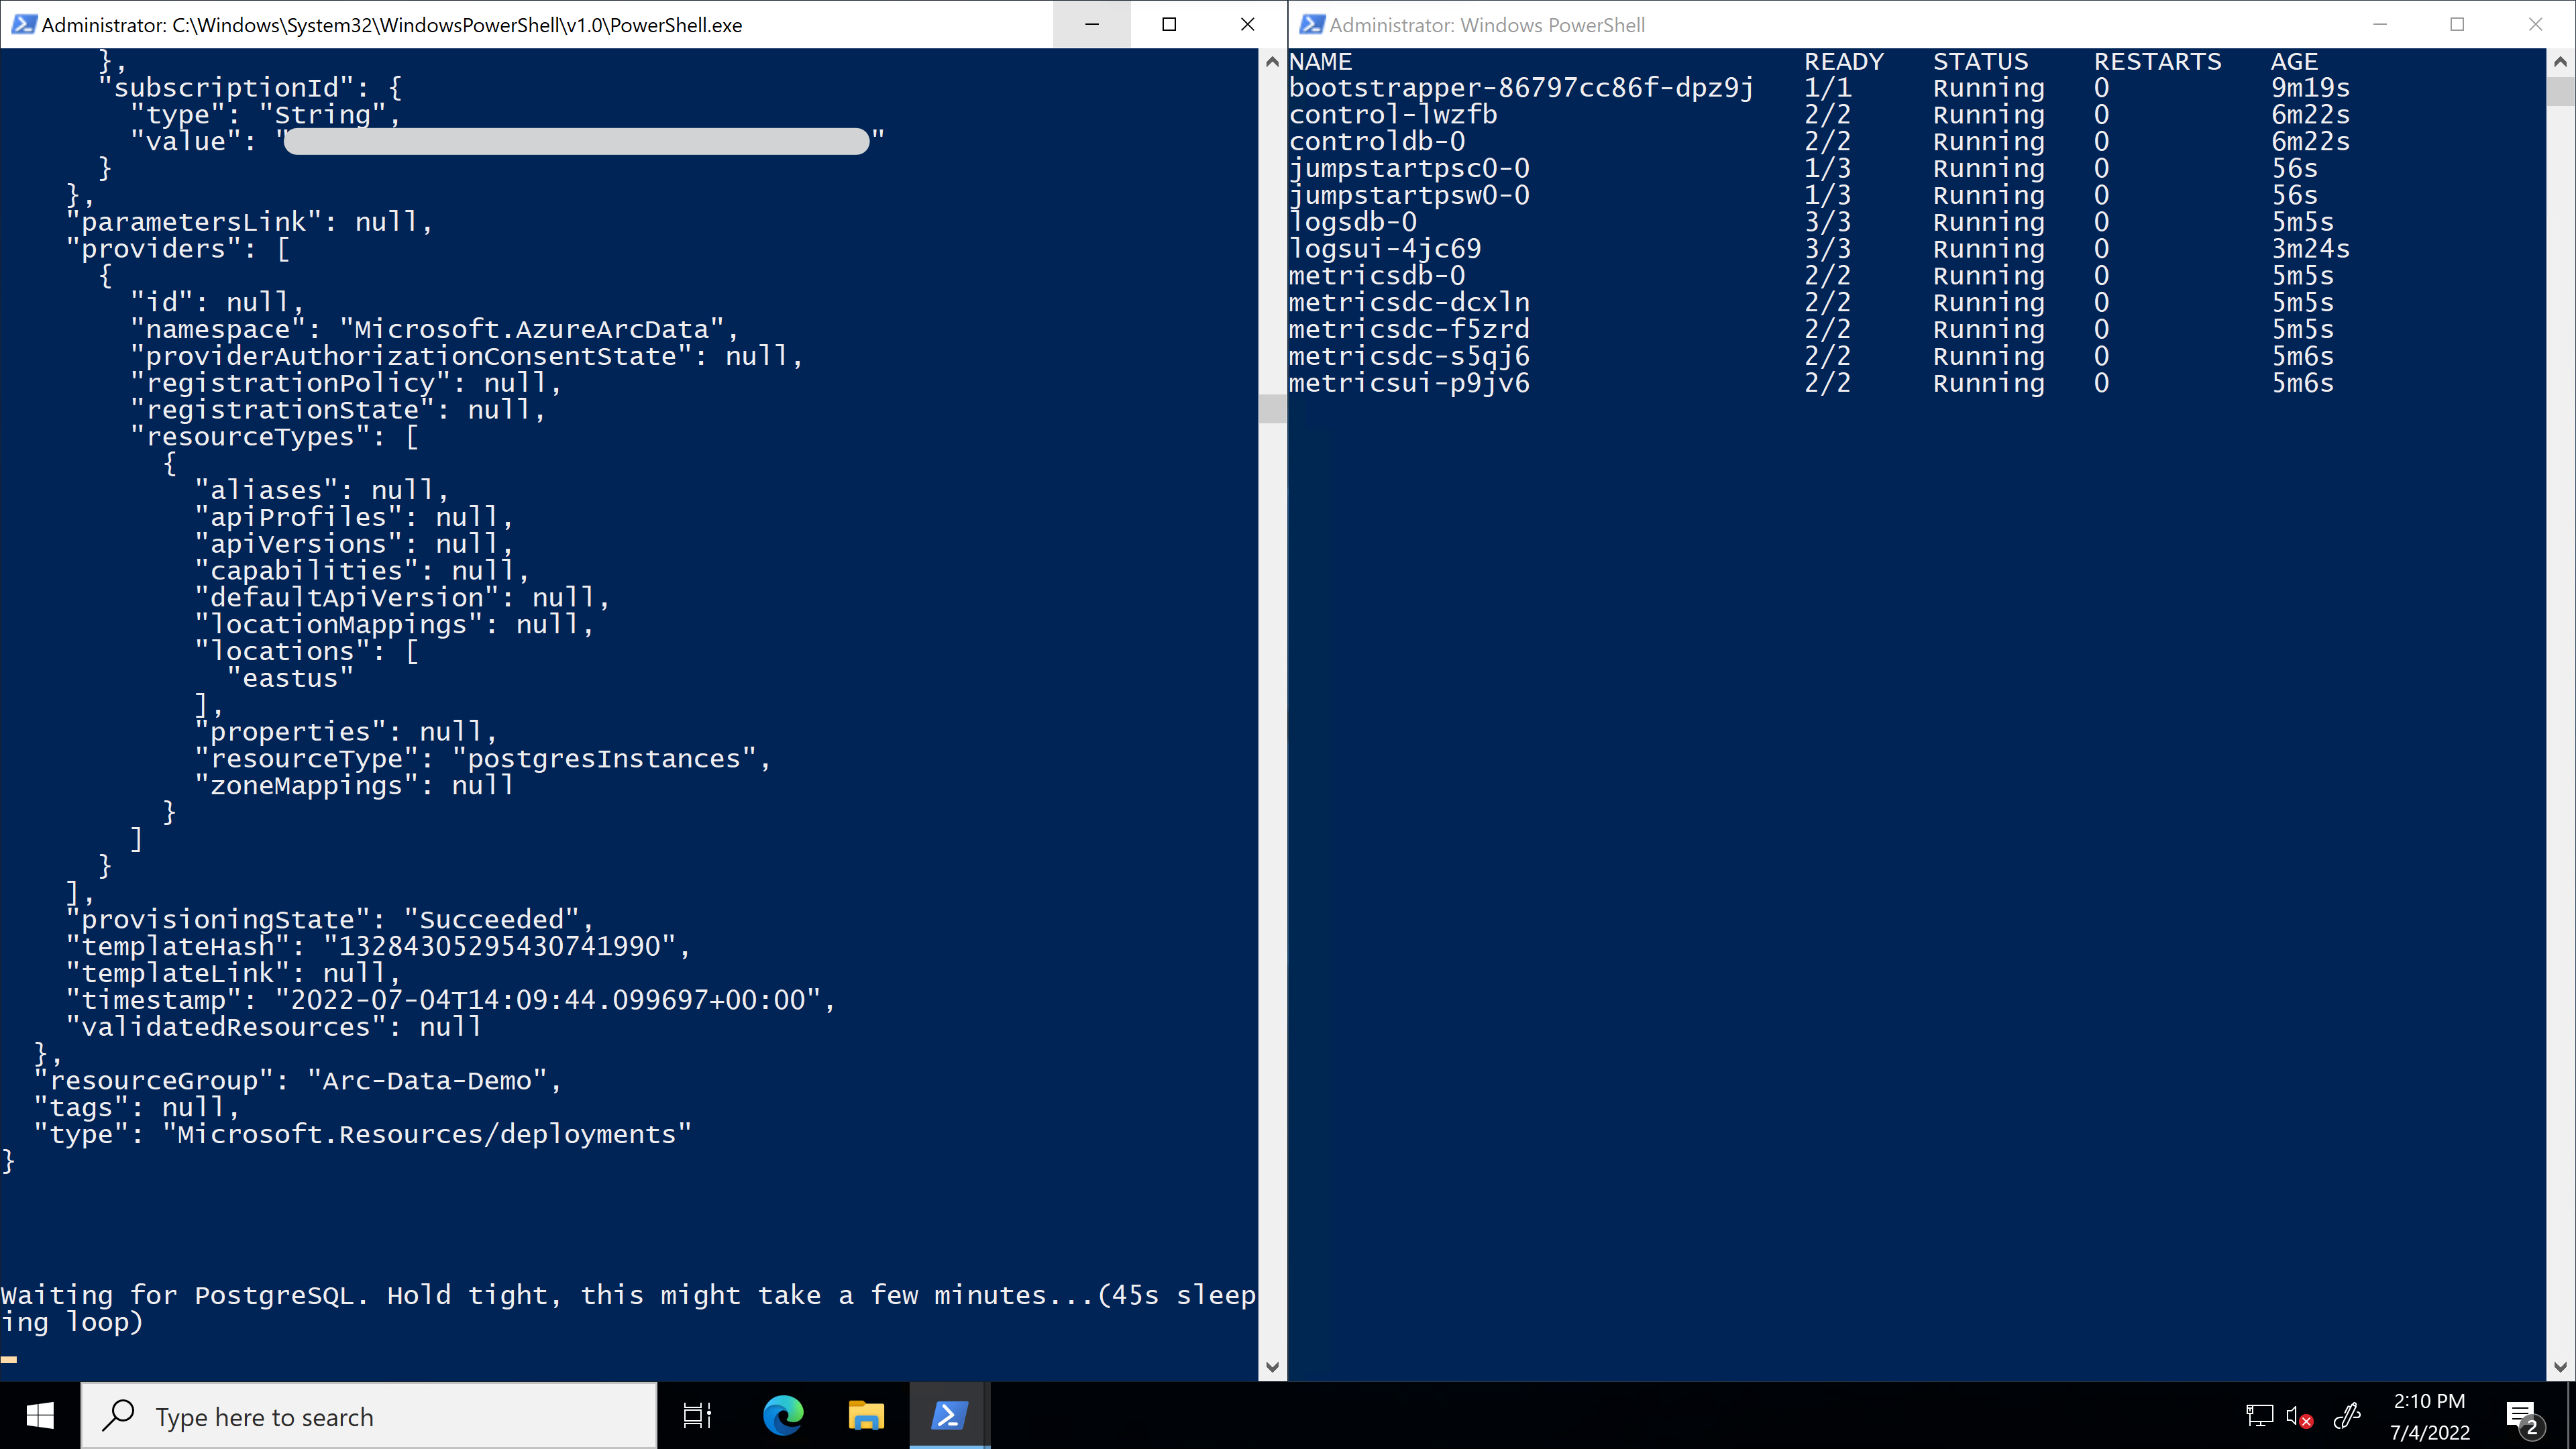 Administrator: C:\Windows\System32\WindowsPowerShell\v1.0\PowerShell.exe
},
"subscriptionId": {
"type": "String",
"value": " "
}
},
"parametersLink": null,
"providers": [
{
"id": null,
"namespace": "Microsoft.AzureArcData",
"providerAuthorizationConsentState": null,
"registrationPolicy": null,
"registrationState": null,
"resourceTypes": [
{
"aliases": null,
"apiProfiles": null,
"apiVersions": null,
"capabilities": null,
"defaultApiVersion": null,
"locationMappings": null,
"locations": [
"eastus"
],
"properties": null,
"resourceType": "postgresInstances",
"zoneMappings": null
}
]
}
],
"provisioningState": "Succeeded",
"templateHash": "13284305295430741990",
"templateLink": null,
"timestamp": "2022-07-04T14:09:44.099697+00:00",
"validatedResources": null
},
"resourceGroup": "Arc-Data-Demo",
"tags": null,
"type": "Microsoft.Resources/deployments"
}
Waiting for PostgreSQL. Hold tight, this might take a few minutes...(45s sleep
ing loop)
Administrator: Windows PowerShell
NAME READY STATUS RESTARTS AGE
bootstrapper-86797cc86f-dpz9j 1/1 Running 0 9m19s
control-lwzfb 2/2 Running 0 6m22s
controldb-0 2/2 Running 0 6m22s
jumpstartpsc0-0 1/3 Running 0 56s
jumpstartpsw0-0 1/3 Running 0 56s
logsdb-0 3/3 Running 0 5m5s
logsui-4jc69 3/3 Running 0 3m24s
metricsdb-0 2/2 Running 0 5m5s
metricsdc-dcxln 2/2 Running 0 5m5s
metricsdc-f5zrd 2/2 Running 0 5m5s
metricsdc-s5qj6 2/2 Running 0 5m6s
metricsui-p9jv6 2/2 Running 0 5m6s
Type here to search
2:10 PM
7/4/2022
2